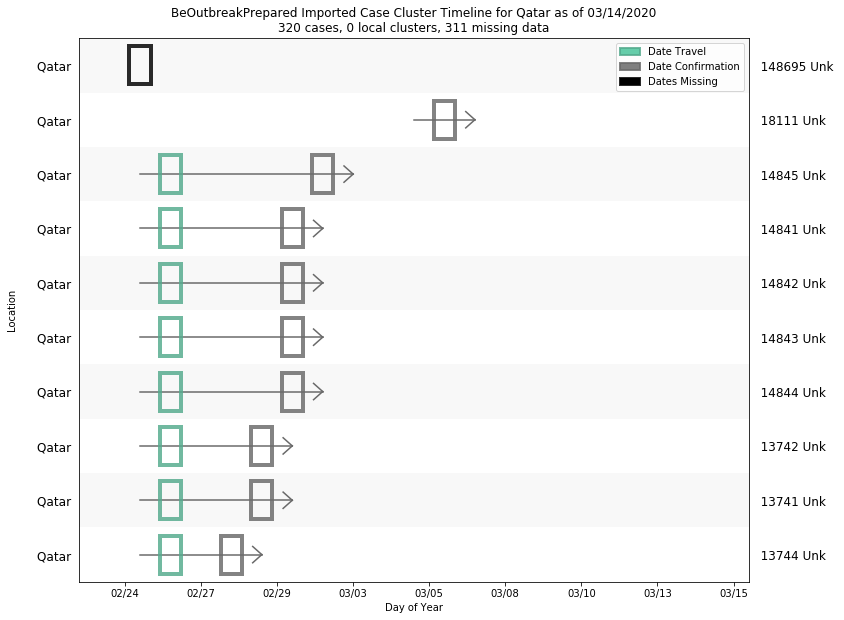 BeOutbreakPrepared Imported Case Cluster Timeline for Qatar as of 03/14/2020
320 cases, 0 local clusters, 311 missing data
Date Travel
Date Confirmation
Dates Missing
Qatar 148695 Unk
Qatar 18111 Unk
Qatar 14845 Unk
Qatar 14841 Unk
Qatar 14842 Unk
Qatar 14843 Unk
Qatar 14844 Unk
Qatar 13742 Unk
Qatar 13741 Unk
Qatar 13744 Unk
Location
02/24 02/27 02/29 03/03 03/05 03/08 03/10 03/13 03/15
Day of Year